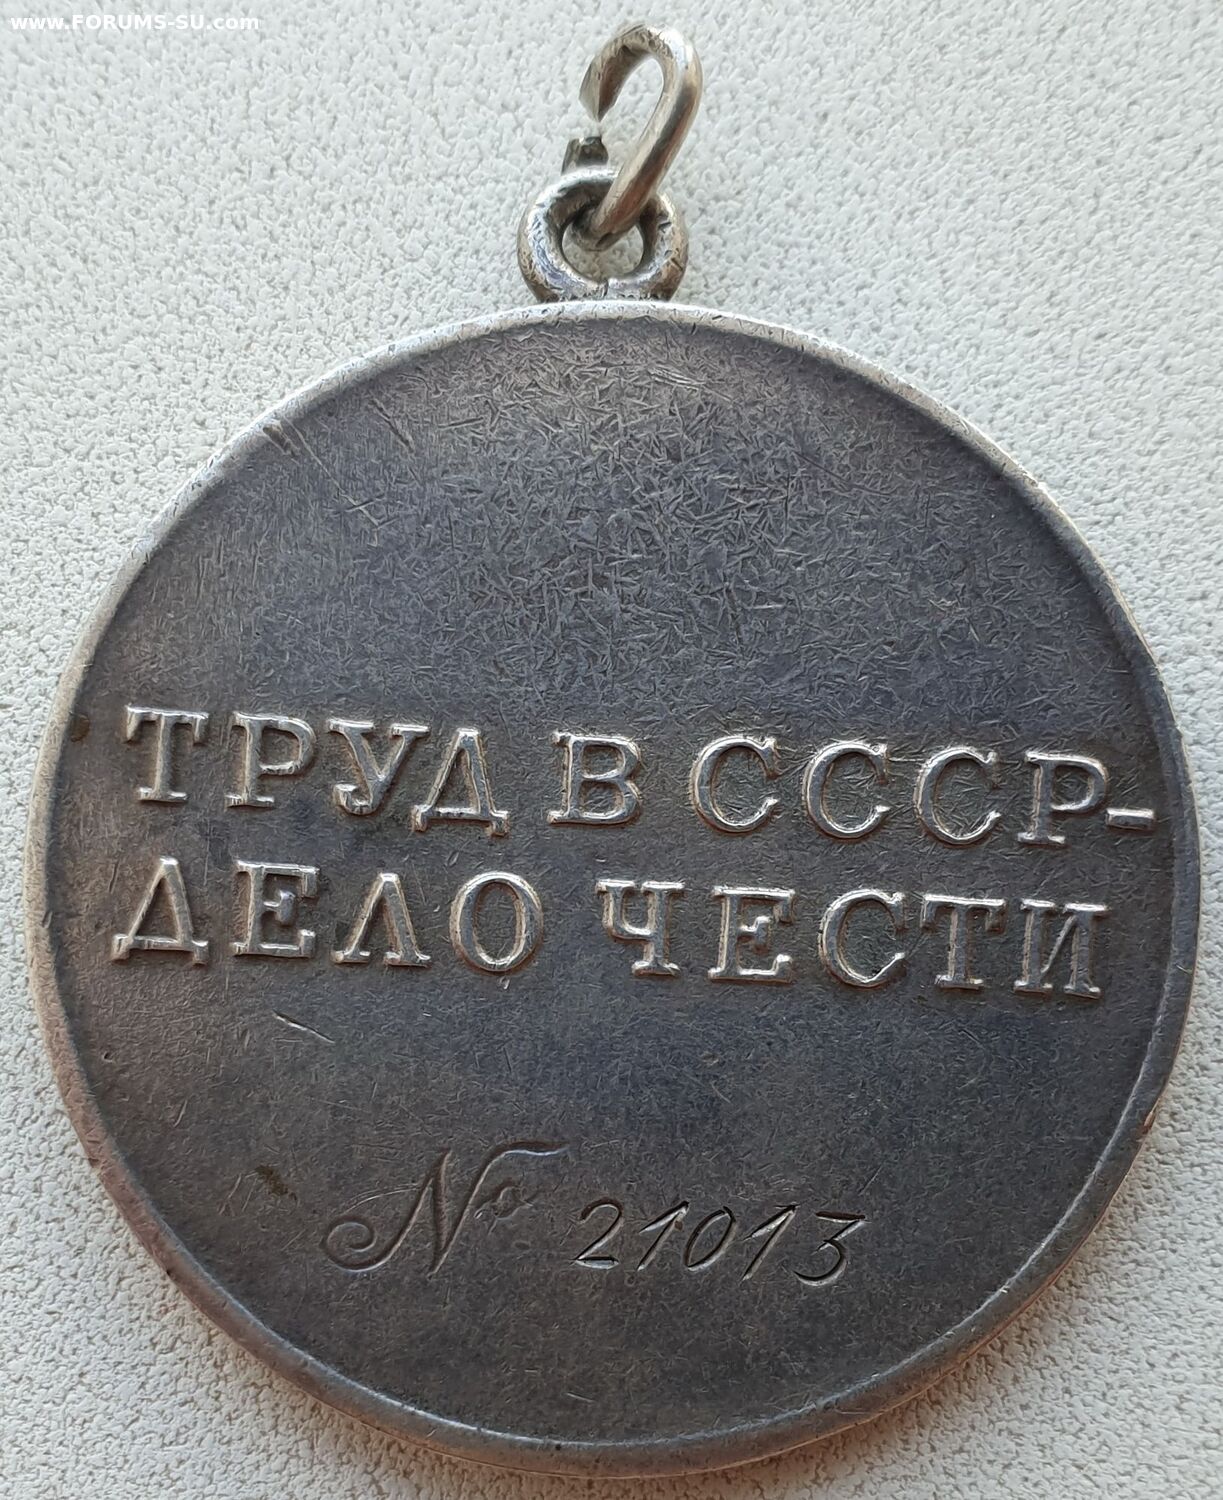 www.FORUMS-SU.com
ТРУД В СССР-
ДЕЛО ЧЕСТИ
№ 21013